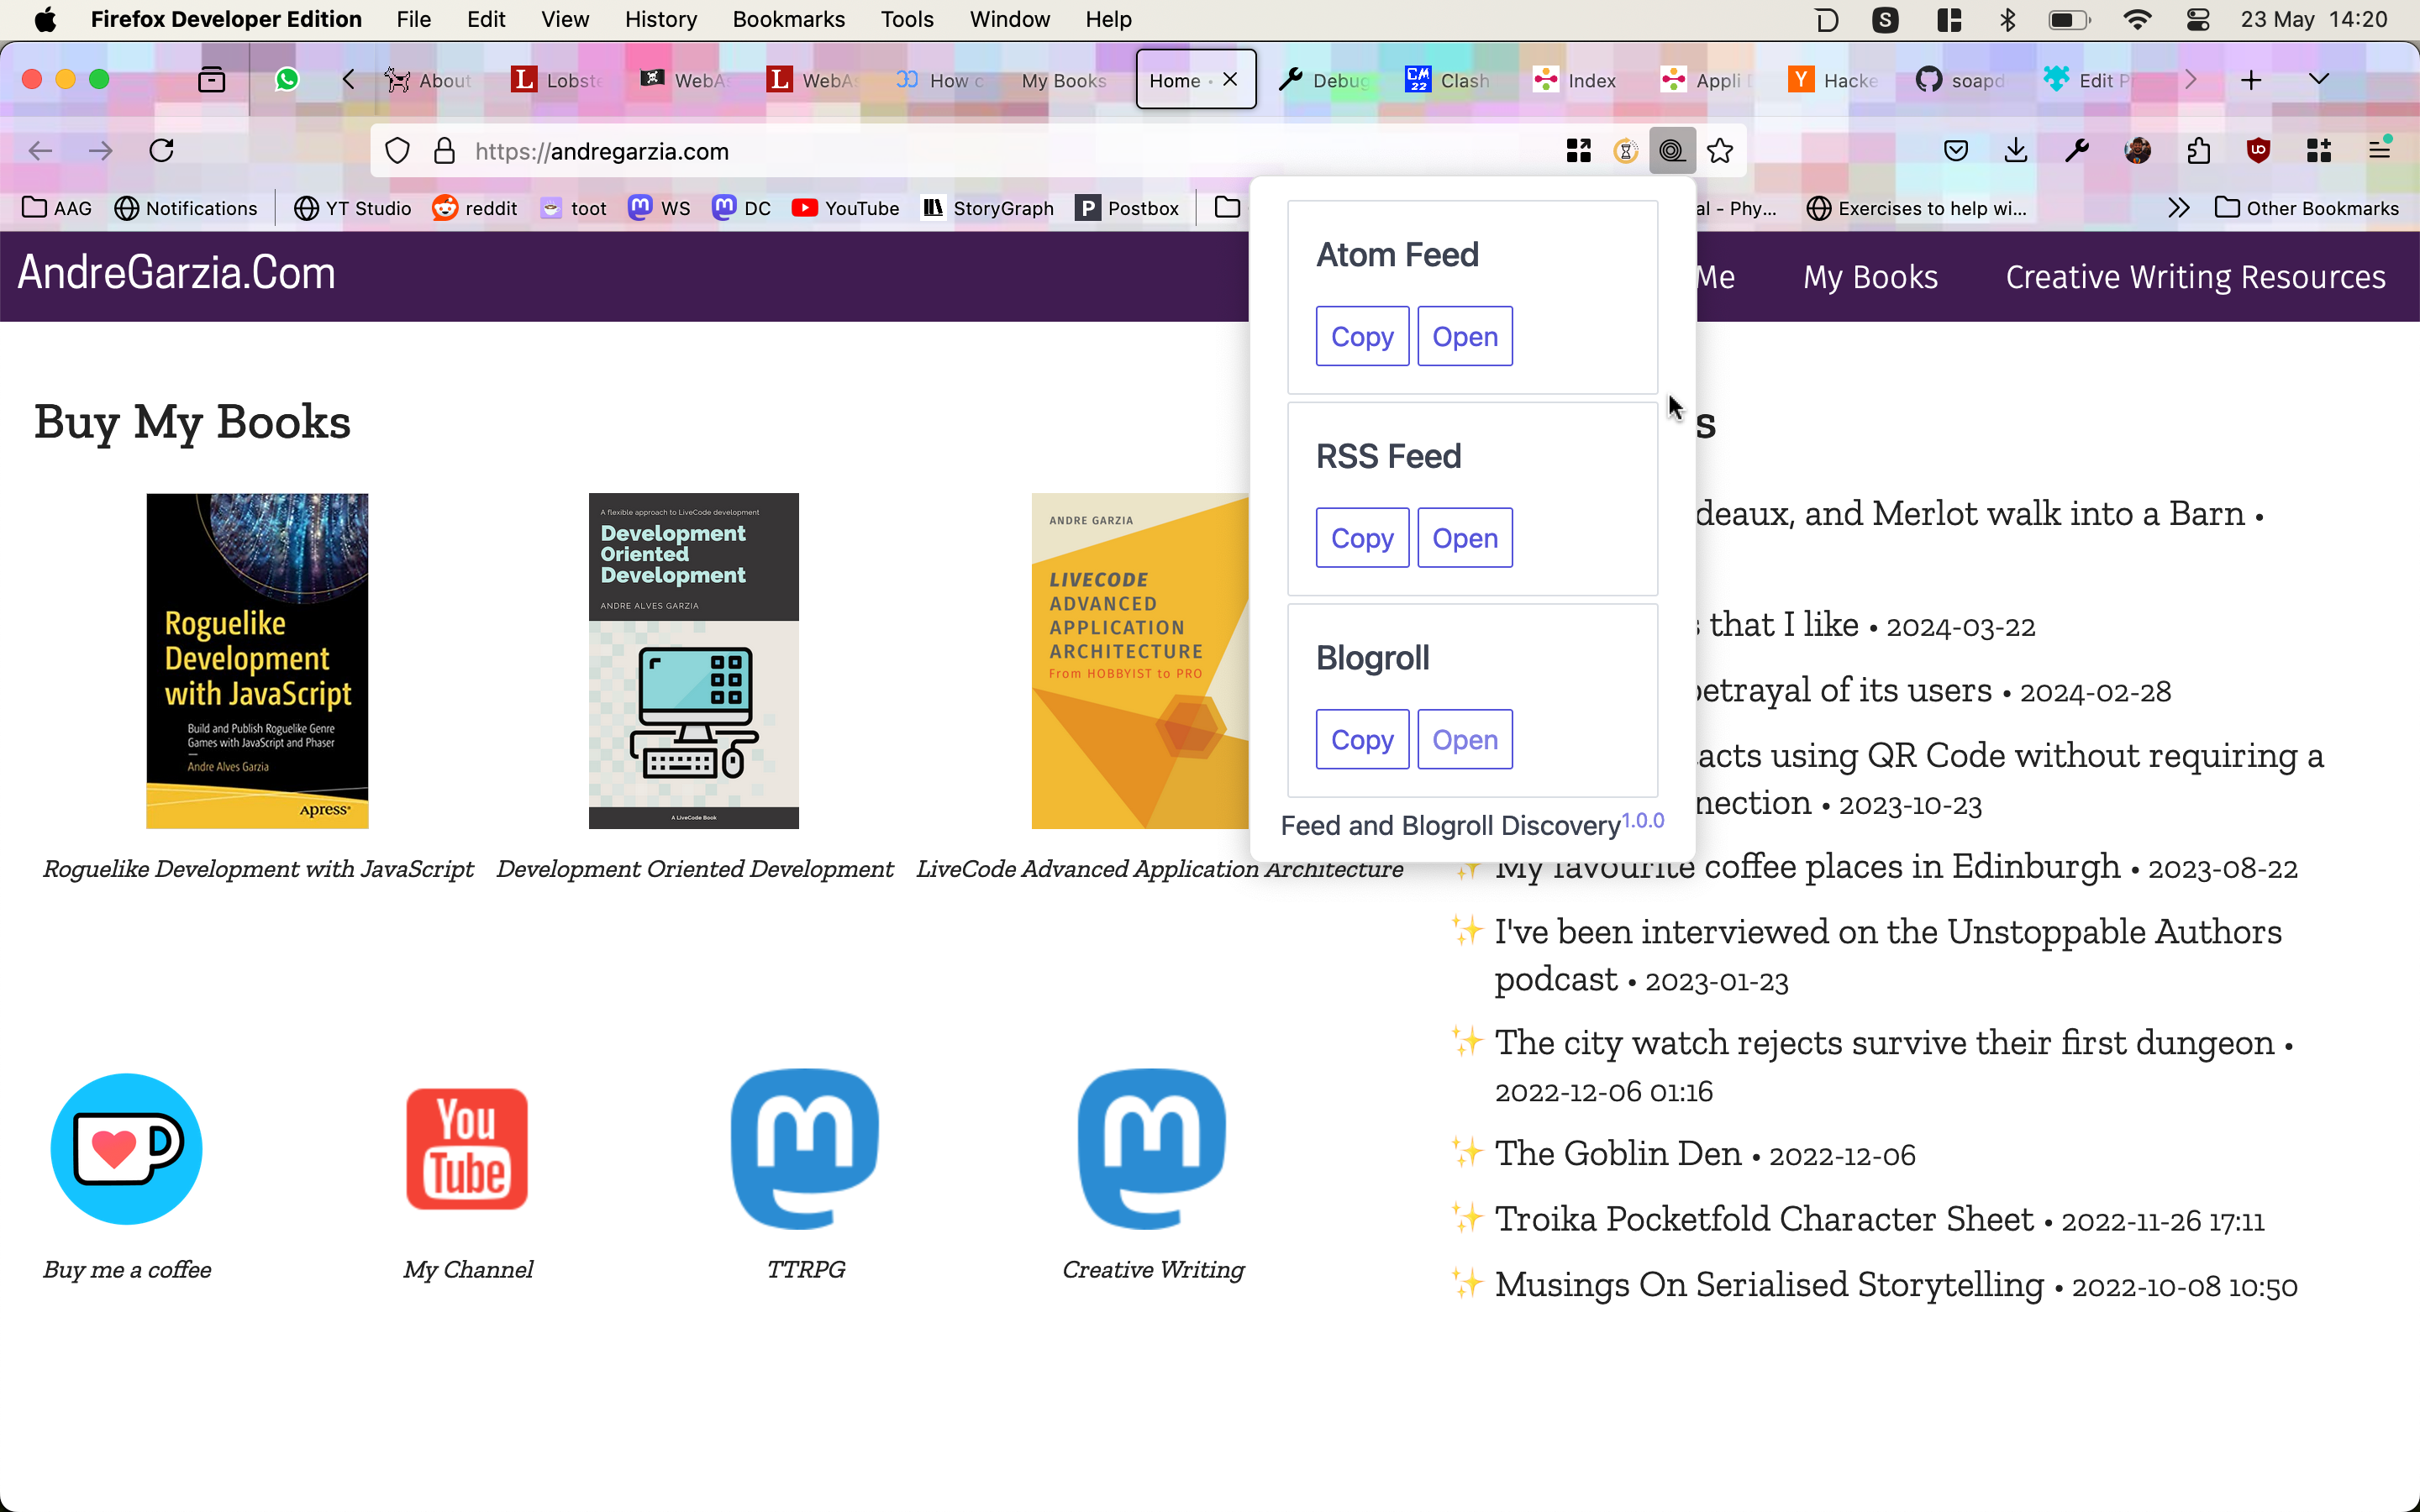 Firefox Developer Edition File Edit View History Bookmarks Tools Window Help 23 May 14:20
About Lobste WebAs WebAs How c My Books Home Debug Clash Index Appli Hacke soapd Edit P
https://andregarzia.com
AAG Notifications YT Studio reddit toot WS DC YouTube StoryGraph Postbox al - Phy... Exercises to help wi... Other Bookmarks
AndreGarzia.Com Me My Books Creative Writing Resources
Atom Feed
Copy Open
RSS Feed
Copy Open
Blogroll
Copy Open
Feed and Blogroll Discovery 1.0.0
Buy My Books
Roguelike
Development
with JavaScript
Build and Publish Roguelike Genre
Games with JavaScript and Phaser
Andre Alves Garzia
Apress®
A flexible approach to LiveCode development
Development
Oriented
Development
ANDRE ALVES GARZIA
A LiveCode Book
ANDRE GARZIA
LIVECODE
ADVANCED
APPLICATION
ARCHITECTURE
From HOBBYIST to PRO
Roguelike Development with JavaScript
Development Oriented Development
LiveCode Advanced Application Architecture
Buy me a coffee
You
Tube
My Channel
TTRPG
Creative Writing
s
deaux, and Merlot walk into a Barn •
s that I like • 2024-03-22
betrayal of its users • 2024-02-28
acts using QR Code without requiring a
nection • 2023-10-23
✨ My favourite coffee places in Edinburgh • 2023-08-22
✨ I've been interviewed on the Unstoppable Authors
podcast • 2023-01-23
✨ The city watch rejects survive their first dungeon •
2022-12-06 01:16
✨ The Goblin Den • 2022-12-06
✨ Troika Pocketfold Character Sheet • 2022-11-26 17:11
✨ Musings On Serialised Storytelling • 2022-10-08 10:50